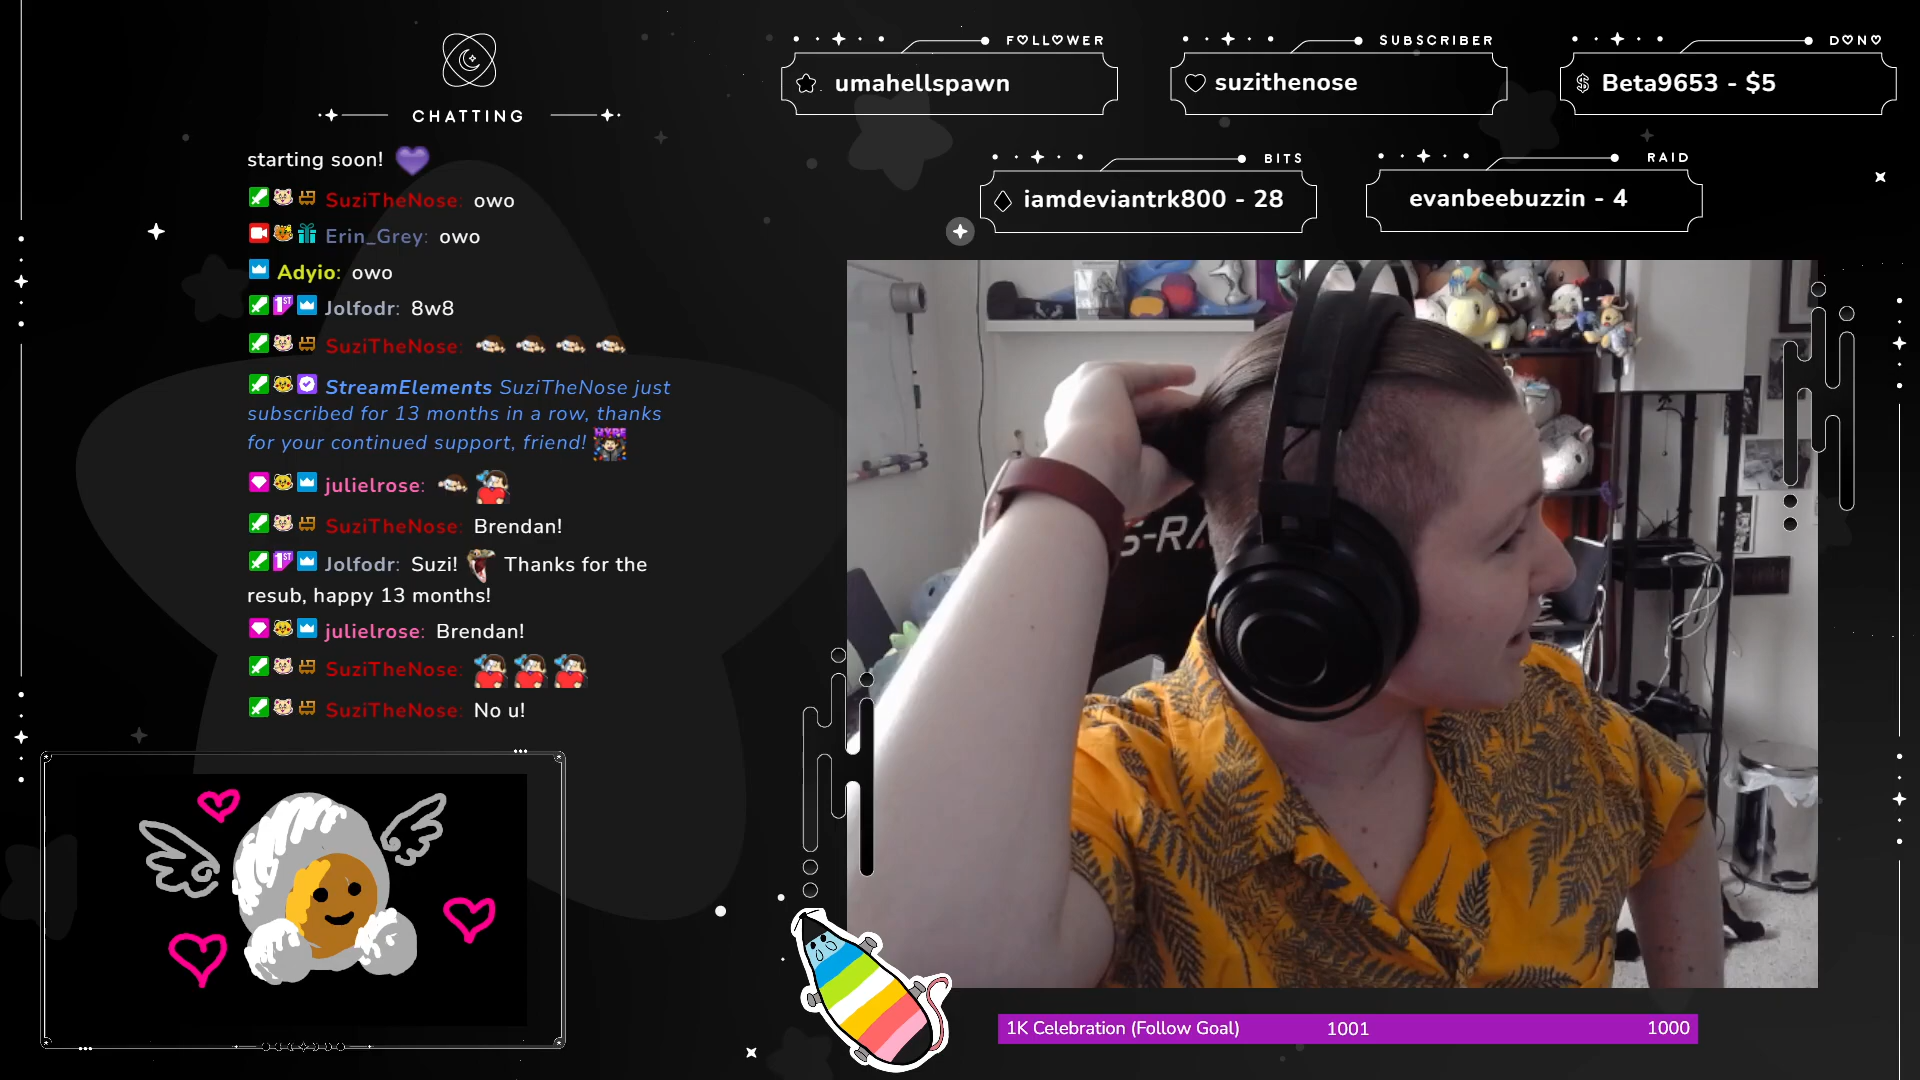 FOLLOWER
umahellspawn
SUBSCRIBER
suzithenose
DONO
Beta9653 - $5
BITS
iamdeviantrk800 - 28
RAID
evanbeebuzzin - 4
CHATTING
starting soon!
SuziTheNose: owo
Erin_Grey: owo
Adyio: owo
Jolfodr: 8w8
SuziTheNose:
StreamElements SuziTheNose just
subscribed for 13 months in a row, thanks
for your continued support, friend!
julielrose:
SuziTheNose: Brendan!
Jolfodr: Suzi! Thanks for the
resub, happy 13 months!
julielrose: Brendan!
SuziTheNose:
SuziTheNose: No u!
S-RA
1K Celebration (Follow Goal) 1001 1000